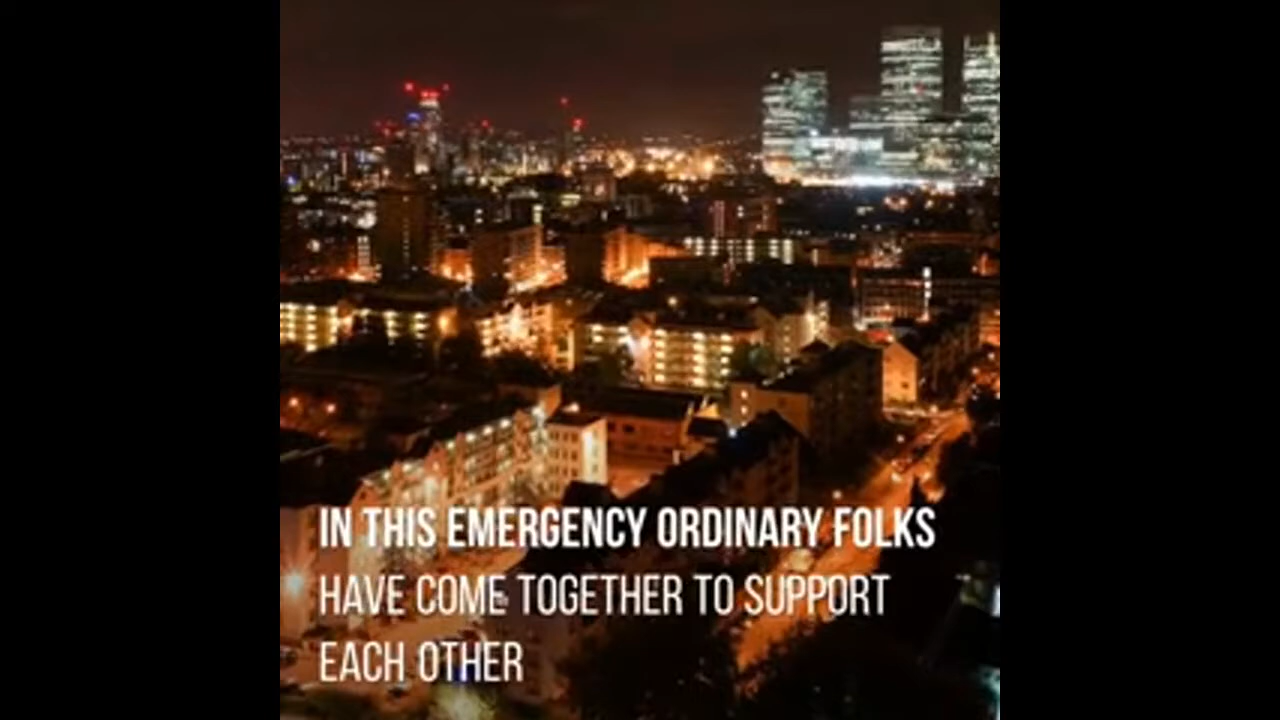 IN THIS EMERGENCY ORDINARY FOLKS
HAVE COME TOGETHER TO SUPPORT
EACH OTHER